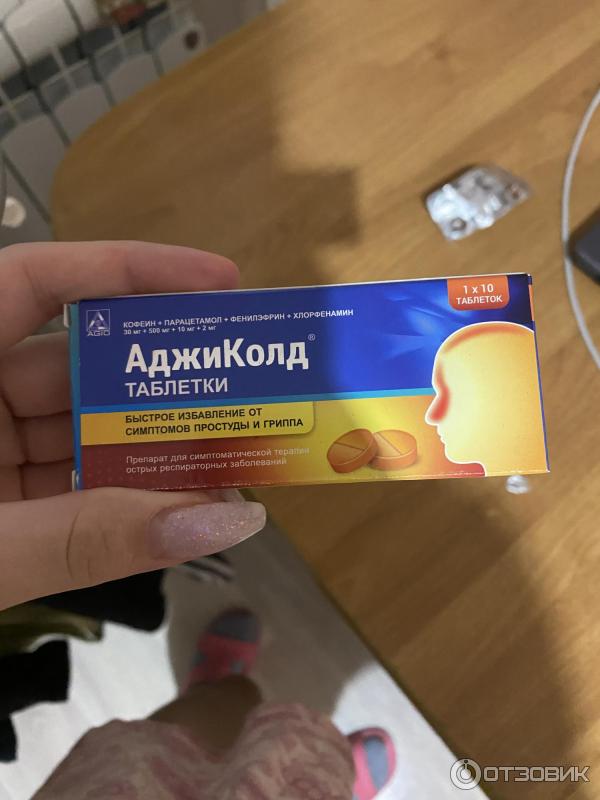 1 x 10
ТАБЛЕТОК
AGIO
КОФЕИН + ПАРАЦЕТАМОЛ + ФЕНИЛЭФРИН + ХЛОРФЕНАМИН
30 мг + 500 мг + 10 мг + 2 мг
АджиКолд®
ТАБЛЕТКИ
БЫСТРОЕ ИЗБАВЛЕНИЕ ОТ
СИМПТОМОВ ПРОСТУДЫ И ГРИППА
Препарат для симптоматической терапии
острых респираторных заболеваний
ОТЗОВИК